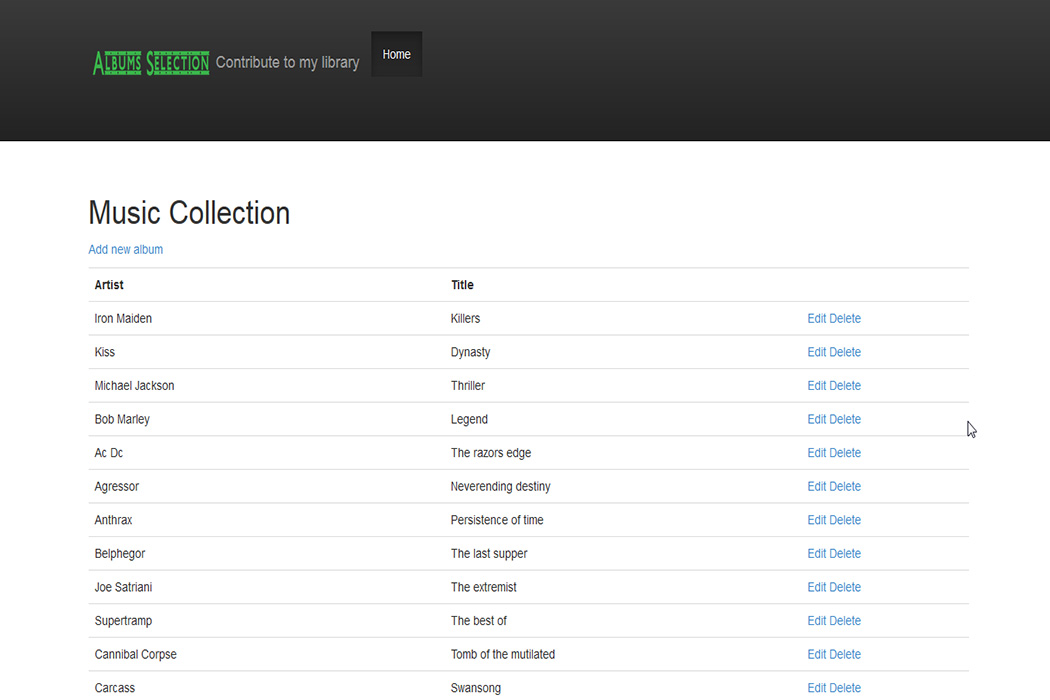 Albums Selection Contribute to my library Home
Music Collection
Add new album
Artist Title
Iron Maiden Killers Edit Delete
Kiss Dynasty Edit Delete
Michael Jackson Thriller Edit Delete
Bob Marley Legend Edit Delete
Ac Dc The razors edge Edit Delete
Agressor Neverending destiny Edit Delete
Anthrax Persistence of time Edit Delete
Belphegor The last supper Edit Delete
Joe Satriani The extremist Edit Delete
Supertramp The best of Edit Delete
Cannibal Corpse Tomb of the mutilated Edit Delete
Carcass Swansong Edit Delete